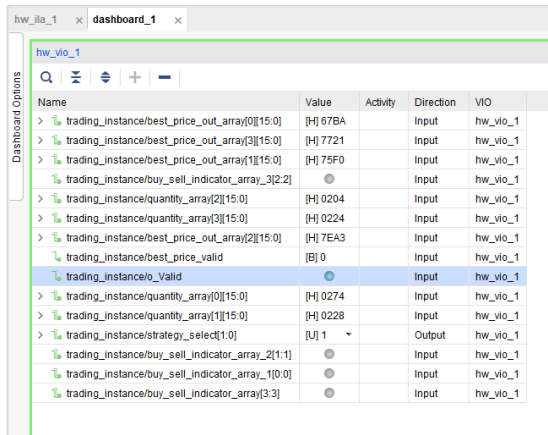 hw_ila_1 × dashboard_1 ×
Dashboard Options
hw_vio_1
Name Value Activity Direction VIO
trading_instance/best_price_out_array[0][15:0] [H] 67BA Input hw_vio_1
trading_instance/best_price_out_array[3][15:0] [H] 7721 Input hw_vio_1
trading_instance/best_price_out_array[1][15:0] [H] 75F0 Input hw_vio_1
trading_instance/buy_sell_indicator_array_3[2:2] Input hw_vio_1
trading_instance/quantity_array[2][15:0] [H] 0204 Input hw_vio_1
trading_instance/quantity_array[3][15:0] [H] 0224 Input hw_vio_1
trading_instance/best_price_out_array[2][15:0] [H] 7EA3 Input hw_vio_1
trading_instance/best_price_valid [B] 0 Input hw_vio_1
trading_instance/o_Valid Input hw_vio_1
trading_instance/quantity_array[0][15:0] [H] 0274 Input hw_vio_1
trading_instance/quantity_array[1][15:0] [H] 0228 Input hw_vio_1
trading_instance/strategy_select[1:0] [U] 1 Output hw_vio_1
trading_instance/buy_sell_indicator_array_2[1:1] Input hw_vio_1
trading_instance/buy_sell_indicator_array_1[0:0] Input hw_vio_1
trading_instance/buy_sell_indicator_array[3:3] Input hw_vio_1